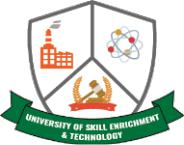 UNIVERSITY OF SKILL ENRICHMENT
& TECHNOLOGY